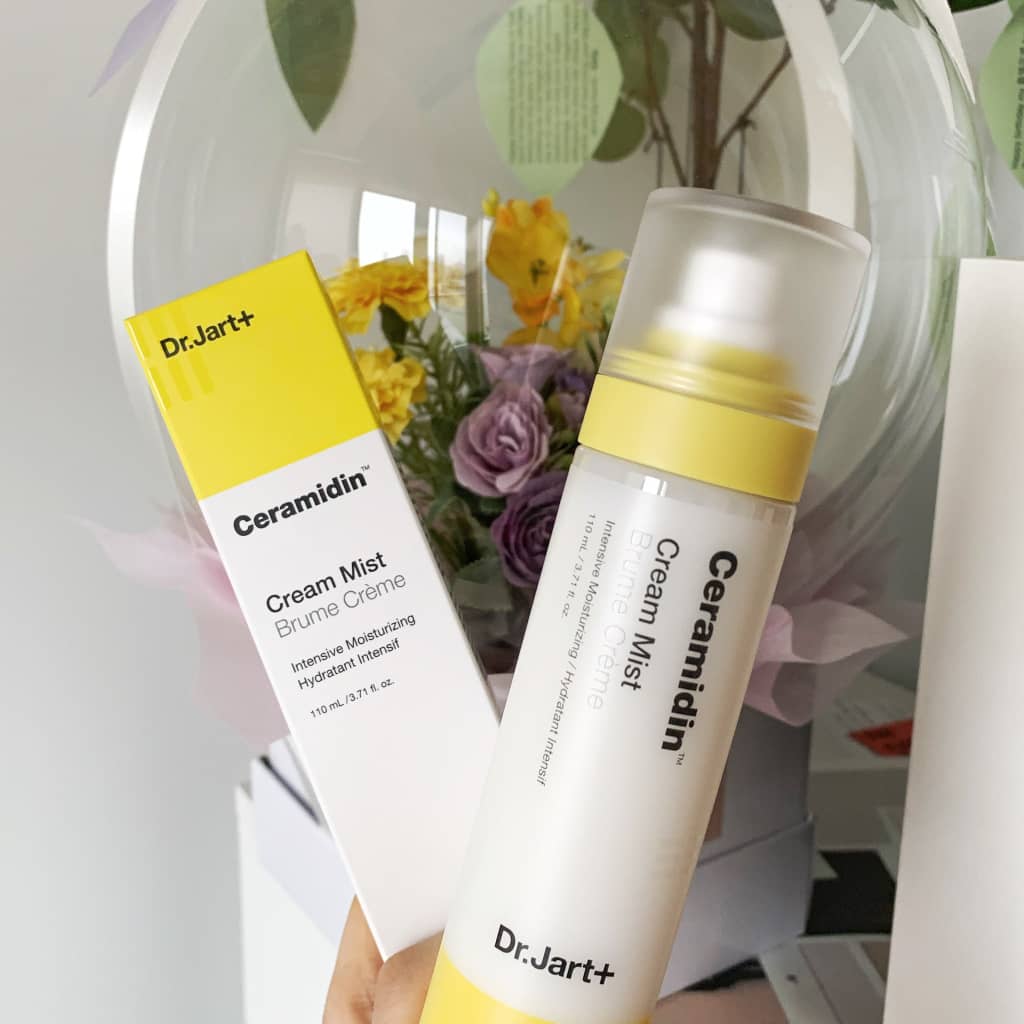 Dr.Jart+
Ceramidin™
Cream Mist
Brume Crème
Intensive Moisturizing
Hydratant Intensif
110 mL / 3.71 fl. oz.
Ceramidin™
Cream Mist
Brume Crème
Intensive Moisturizing / Hydratant Intensif
110 mL / 3.71 fl. oz.
Dr.Jart+